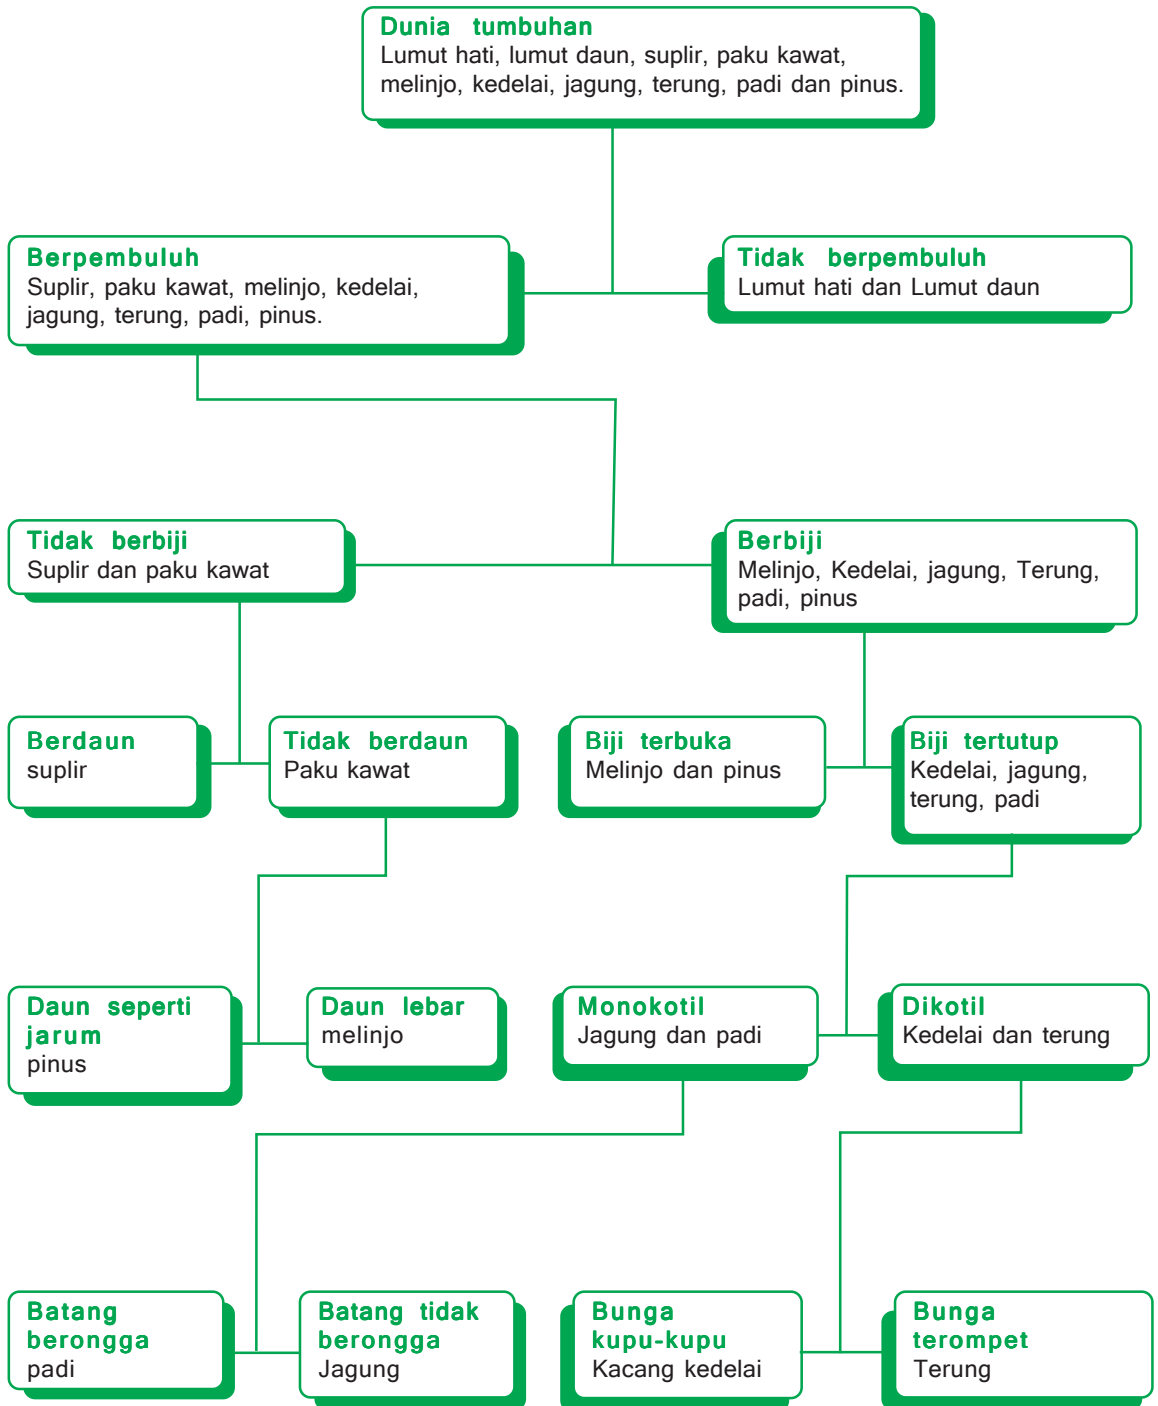 Dunia tumbuhan
Lumut hati, lumut daun, suplir, paku kawat,
melinjo, kedelai, jagung, terung, padi dan pinus.
Berpembuluh
Suplir, paku kawat, melinjo, kedelai,
jagung, terung, padi, pinus.
Tidak berpembuluh
Lumut hati dan Lumut daun
Tidak berbiji
Suplir dan paku kawat
Berbiji
Melinjo, Kedelai, jagung, Terung,
padi, pinus
Berdaun
suplir
Tidak berdaun
Paku kawat
Biji terbuka
Melinjo dan pinus
Biji tertutup
Kedelai, jagung,
terung, padi
Daun seperti
jarum
pinus
Daun lebar
melinjo
Monokotil
Jagung dan padi
Dikotil
Kedelai dan terung
Batang
berongga
padi
Batang tidak
berongga
Jagung
Bunga
kupu-kupu
Kacang kedelai
Bunga
terompet
Terung